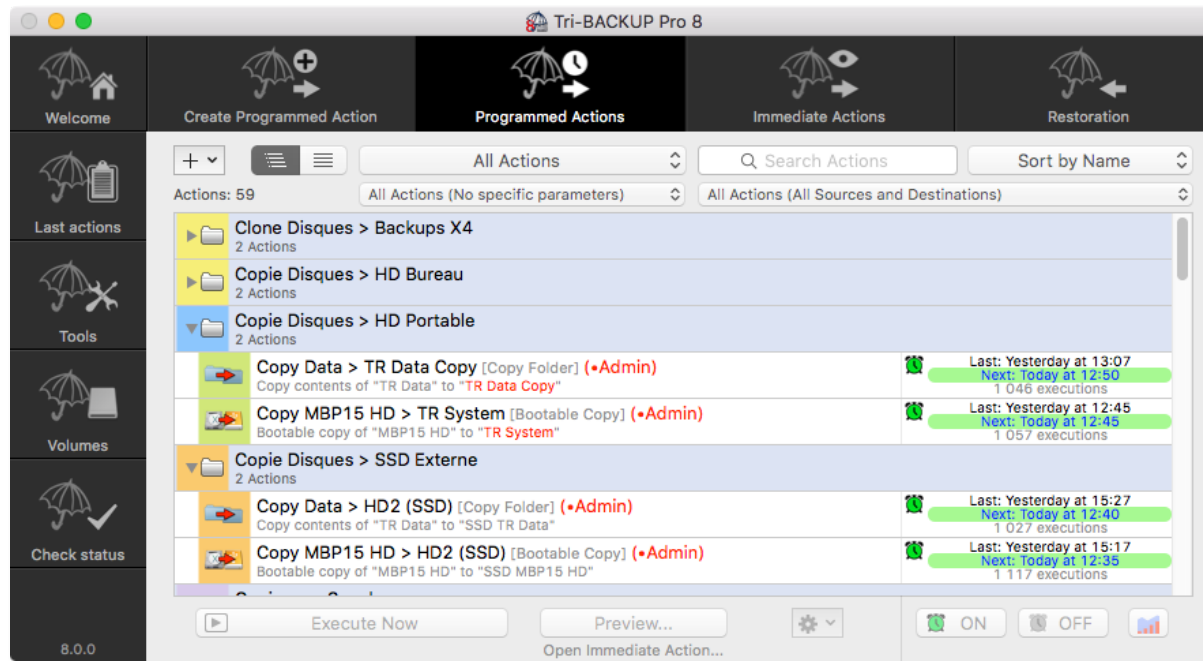 Tri-BACKUP Pro 8
Welcome
Create Programmed Action
Programmed Actions
Immediate Actions
Restoration
Last actions
Tools
Volumes
Check status
8.0.0
All Actions
Search Actions
Sort by Name
Actions: 59
All Actions (No specific parameters)
All Actions (All Sources and Destinations)
Clone Disques > Backups X4
2 Actions
Copie Disques > HD Bureau
2 Actions
Copie Disques > HD Portable
2 Actions
Copy Data > TR Data Copy [Copy Folder] (•Admin)
Copy contents of "TR Data" to "TR Data Copy"
Last: Yesterday at 13:07
Next: Today at 12:50
1 046 executions
Copy MBP15 HD > TR System [Bootable Copy] (•Admin)
Bootable copy of "MBP15 HD" to "TR System"
Last: Yesterday at 12:45
Next: Today at 12:45
1 057 executions
Copie Disques > SSD Externe
2 Actions
Copy Data > HD2 (SSD) [Copy Folder] (•Admin)
Copy contents of "TR Data" to "SSD TR Data"
Last: Yesterday at 15:27
Next: Today at 12:40
1 027 executions
Copy MBP15 HD > HD2 (SSD) [Bootable Copy] (•Admin)
Bootable copy of "MBP15 HD" to "SSD MBP15 HD"
Last: Yesterday at 15:17
Next: Today at 12:35
1 117 executions
Execute Now
Preview...
ON
OFF
Open Immediate Action...